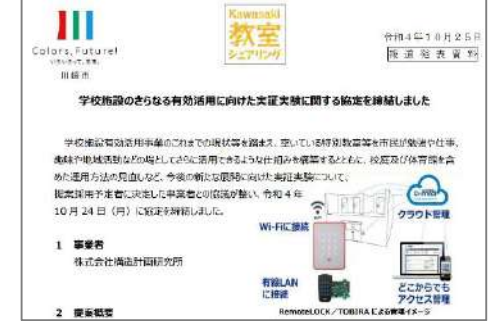 Colors, Future!
いろいろって、未来。
川崎市
Kawasaki
教室
シェアリング
令和4年10月25日
報道発表資料
学校施設のさらなる有効活用に向けた実証実験に関する協定を締結しました
学校施設有効活用事業のこれまでの現状等を踏まえ、空いている特別教室等を市民が勉強や仕事、
趣味や地域活動などの場としてさらに活用できるような仕組みを構築するとともに、校庭及び体育館を含
めた運用方法の見直しなど、今後の新たな展開に向けた実証実験について、
提案採用予定者に決定した事業者との協議が整い、令和4年
10月24日（月）に協定を締結しました。
1 事業者
株式会社構造計画研究所
2 提案概要
Wi-Fiに接続
クラウド管理
有線LAN
に接続
どこからでも
アクセス管理
RemoteLOCK／TOBIRAによる管理イメージ